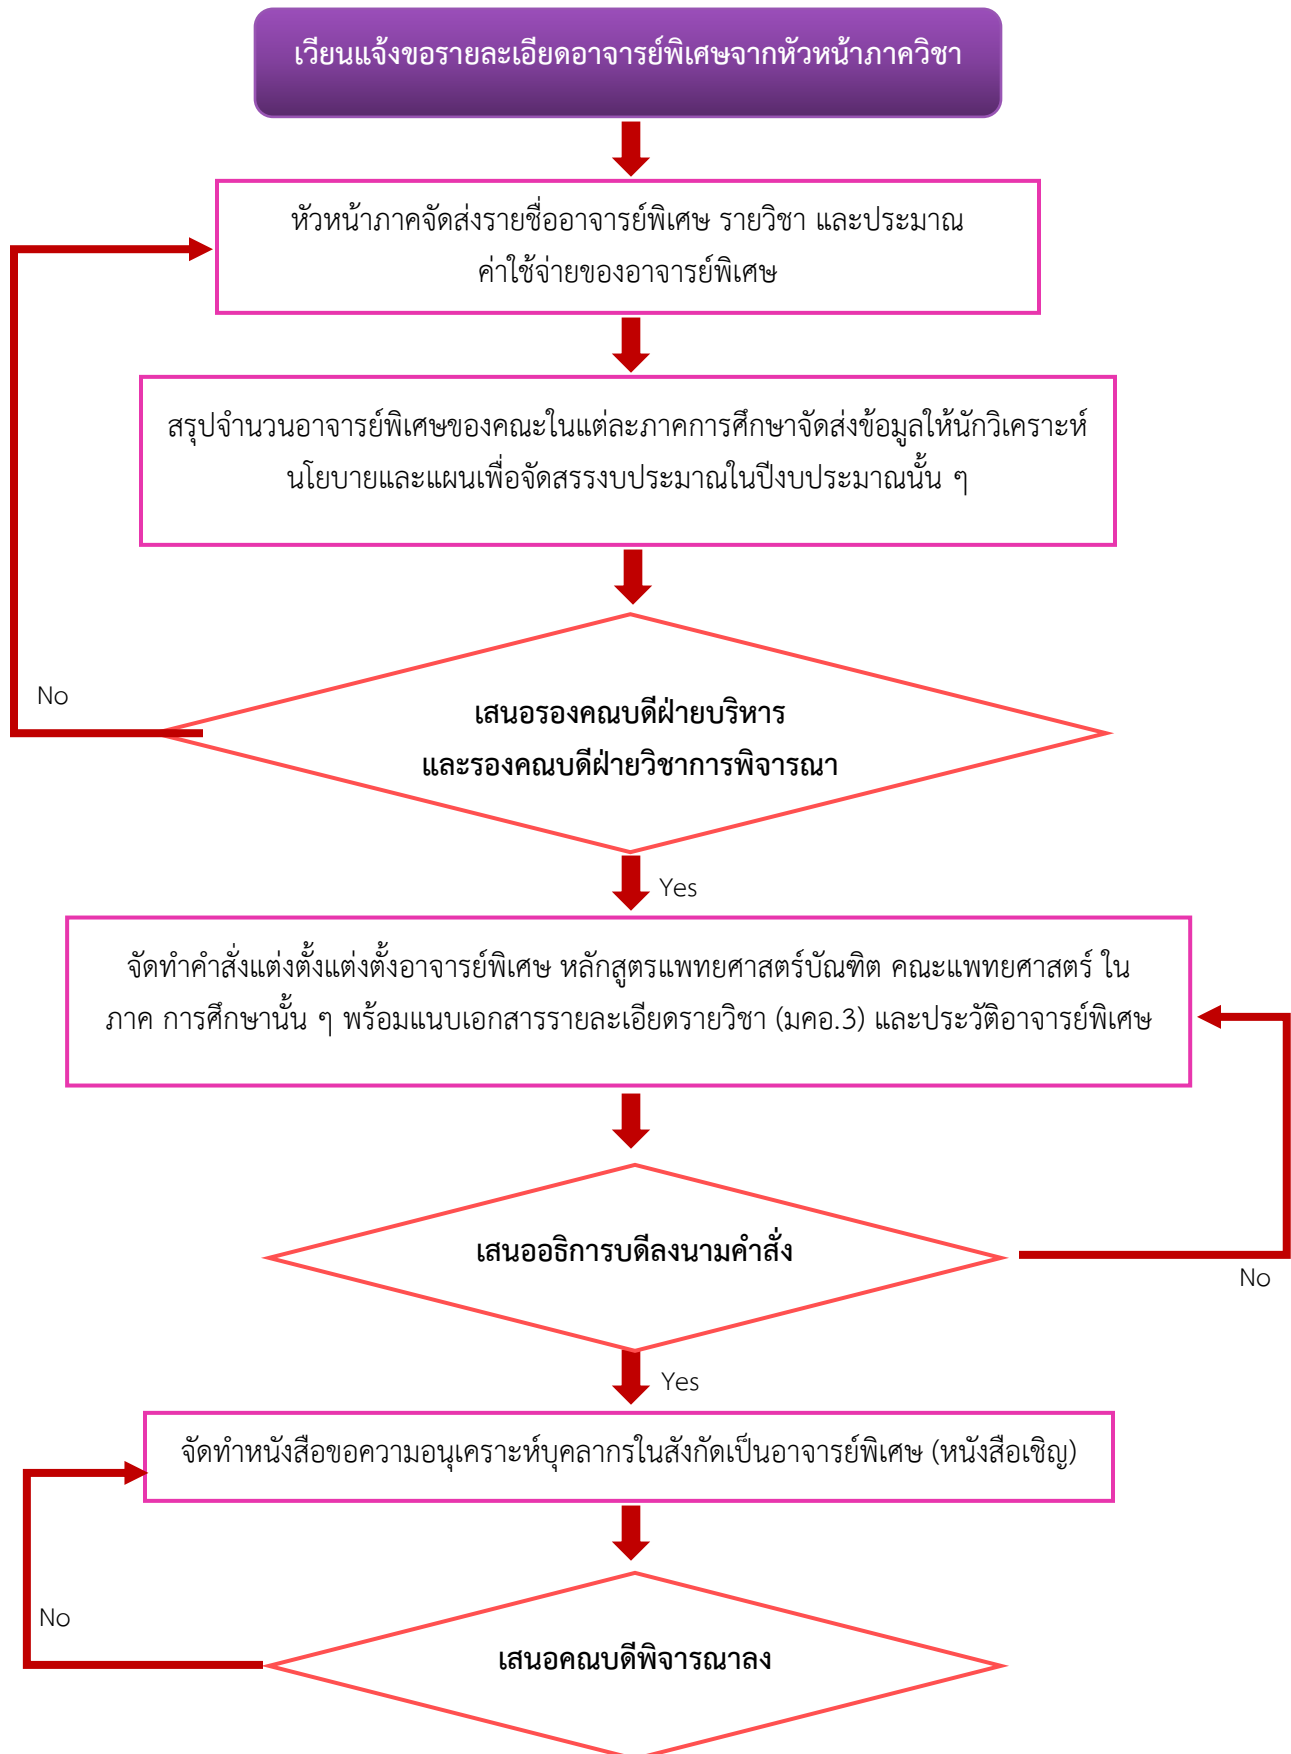 เวียนแจ้งขอรายละเอียดอาจารย์พิเศษจากหัวหน้าภาควิชา
หัวหน้าภาคจัดส่งรายชื่ออาจารย์พิเศษ รายวิชา และประมาณ
ค่าใช้จ่ายของอาจารย์พิเศษ
สรุปจำนวนอาจารย์พิเศษของคณะในแต่ละภาคการศึกษาจัดส่งข้อมูลให้นักวิเคราะห์
นโยบายและแผนเพื่อจัดสรรงบประมาณในปีงบประมาณนั้น ๆ
No
เสนอรองคณบดีฝ่ายบริหาร
และรองคณบดีฝ่ายวิชาการพิจารณา
Yes
จัดทำคำสั่งแต่งตั้งแต่งตั้งอาจารย์พิเศษ หลักสูตรแพทยศาสตร์บัณฑิต คณะแพทยศาสตร์ ใน
ภาค การศึกษานั้น ๆ พร้อมแนบเอกสารรายละเอียดรายวิชา (มคอ.3) และประวัติอาจารย์พิเศษ
เสนออธิการบดีลงนามคำสั่ง
No
Yes
จัดทำหนังสือขอความอนุเคราะห์บุคลากรในสังกัดเป็นอาจารย์พิเศษ (หนังสือเชิญ)
No
เสนอคณบดีพิจารณาลง